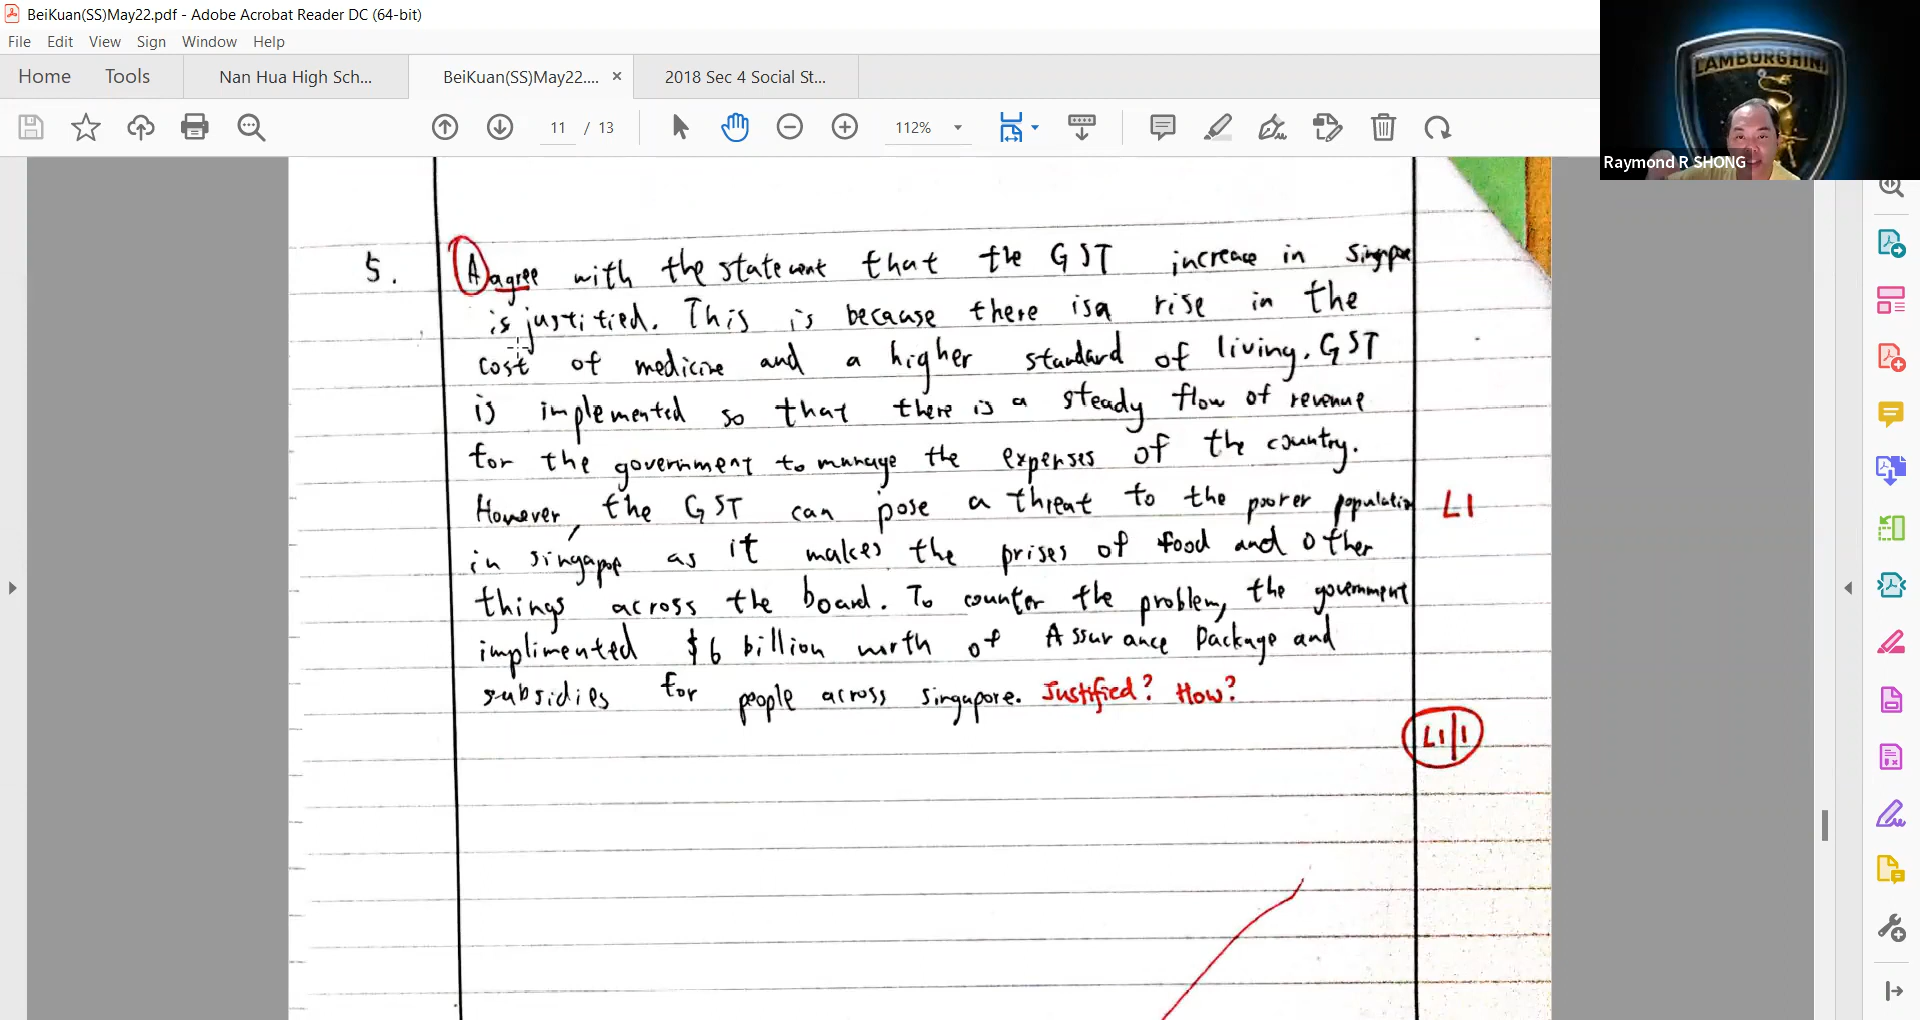 BeiKuan(SS)May22.pdf - Adobe Acrobat Reader DC (64-bit)
File Edit View Sign Window Help
Home Tools Nan Hua High Sch... BeiKuan(SS)May22.... × 2018 Sec 4 Social St...
11 / 13 112%
LAMBORGHINI
Raymond R SHONG
5. Aagree with the statement that the GST increase in singpore
is justified. This is because there isa rise in the
cost of medicine and a higher standard of living. GST
is implemented so that there is a steady flow of revenue
for the government to manage the expenses of the country.
However, the GST can pose a threat to the poorer population L1
in singapore as it makes the prises of food and other
things across the board. To counter the problem, the government
implimented $6 billion worth of Assurance Package and
subsidies for people across singapore. Justified? How?
L1/1